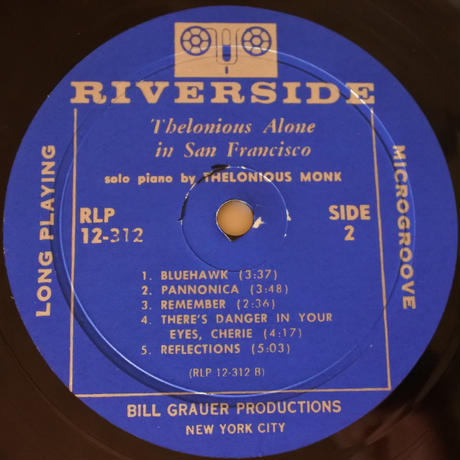 RIVERSIDE
Thelonious Alone
in San Francisco
solo piano by THELONIOUS MONK
LONG PLAYING
MICROGROOVE
RLP
12-312
SIDE
2
1. BLUEHAWK (3:37)
2. PANNONICA (3:48)
3. REMEMBER (2:36)
4. THERE'S DANGER IN YOUR
EYES, CHERIE (4:17)
5. REFLECTIONS (5:03)
(RLP 12-312 B)
BILL GRAUER PRODUCTIONS
NEW YORK CITY